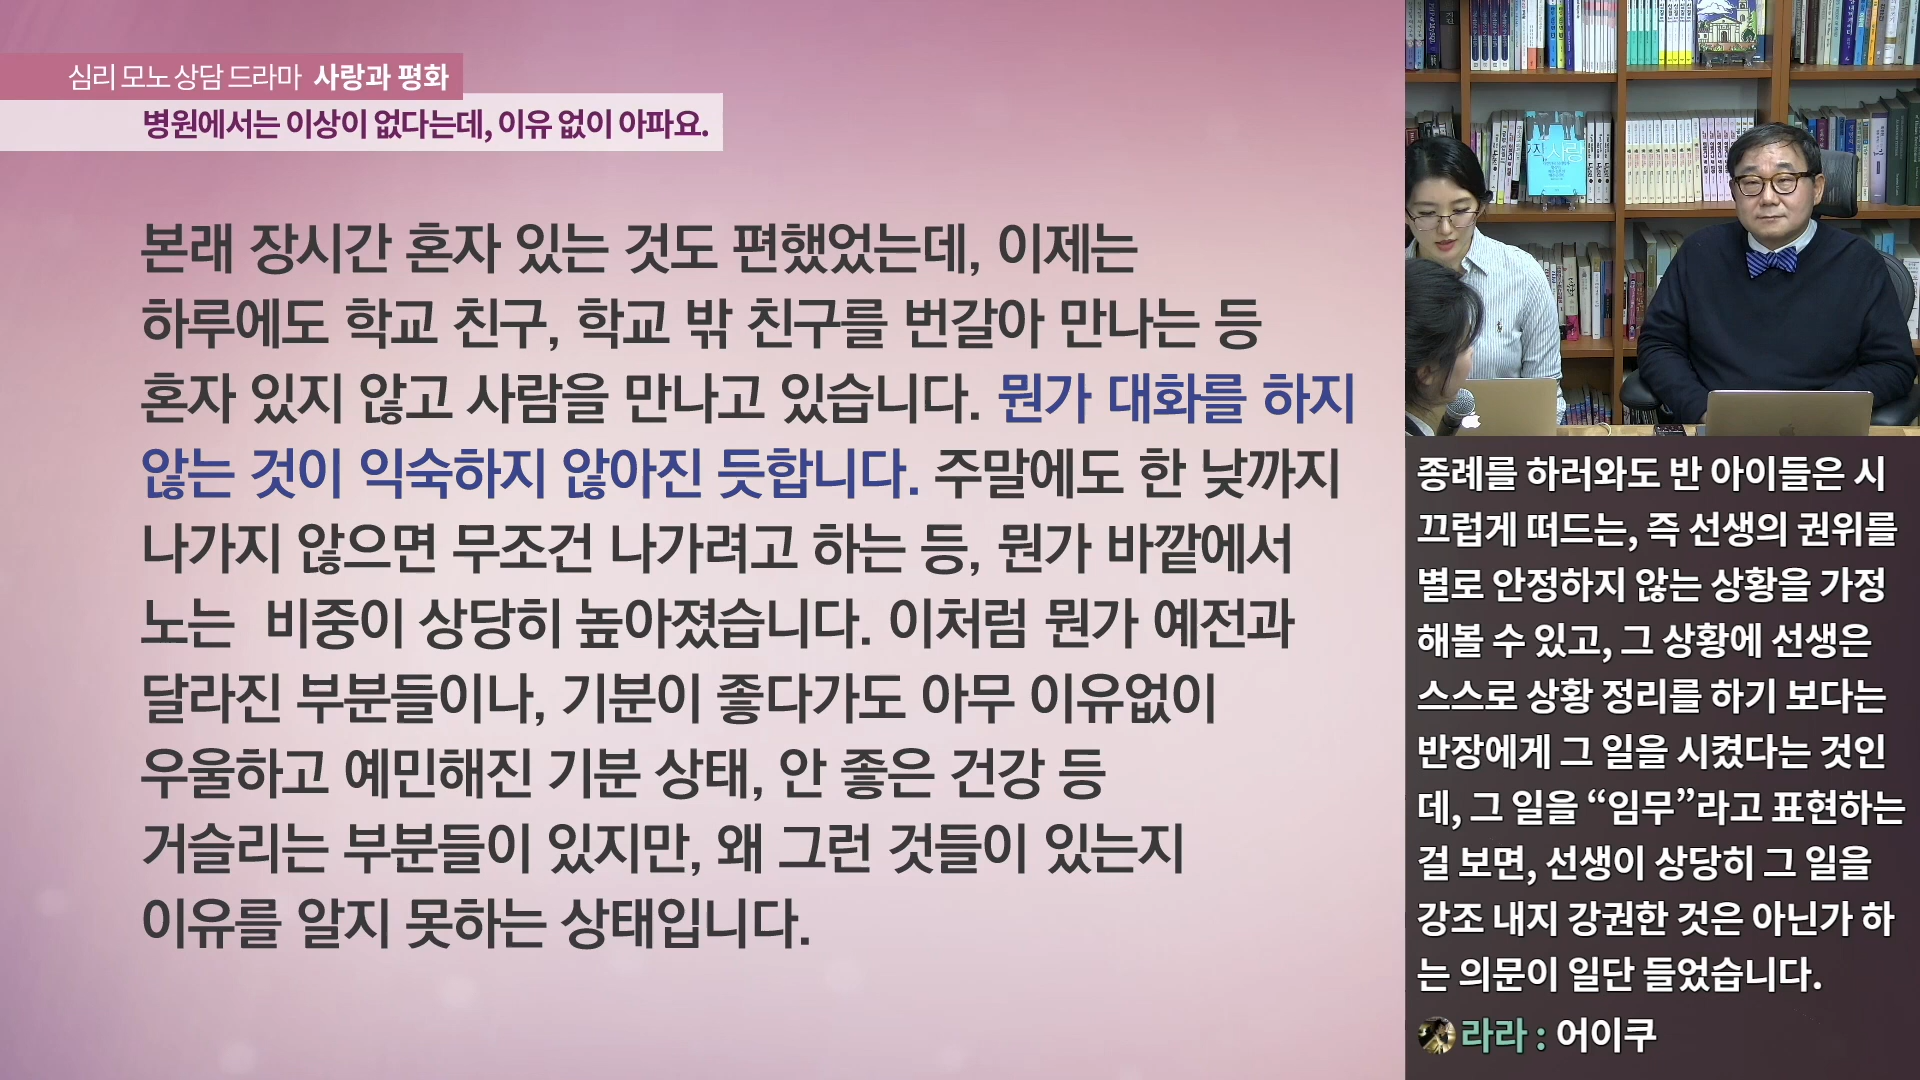 심리 모노 상담 드라마 사랑과 평화
병원에서는 이상이 없다는데, 이유 없이 아파요.
본래 장시간 혼자 있는 것도 편했었는데, 이제는
하루에도 학교 친구, 학교 밖 친구를 번갈아 만나는 등
혼자 있지 않고 사람을 만나고 있습니다. 뭔가 대화를 하지
않는 것이 익숙하지 않아진 듯합니다. 주말에도 한 낮까지
나가지 않으면 무조건 나가려고 하는 등, 뭔가 바깥에서
노는 비중이 상당히 높아졌습니다. 이처럼 뭔가 예전과
달라진 부분들이나, 기분이 좋다가도 아무 이유없이
우울하고 예민해진 기분 상태, 안 좋은 건강 등
거슬리는 부분들이 있지만, 왜 그런 것들이 있는지
이유를 알지 못하는 상태입니다.
사랑
종례를 하러와도 반 아이들은 시
끄럽게 떠드는, 즉 선생의 권위를
별로 안정하지 않는 상황을 가정
해볼 수 있고, 그 상황에 선생은
스스로 상황 정리를 하기 보다는
반장에게 그 일을 시켰다는 것인
데, 그 일을 “임무”라고 표현하는
걸 보면, 선생이 상당히 그 일을
강조 내지 강권한 것은 아닌가 하
는 의문이 일단 들었습니다.
라라 : 어이쿠